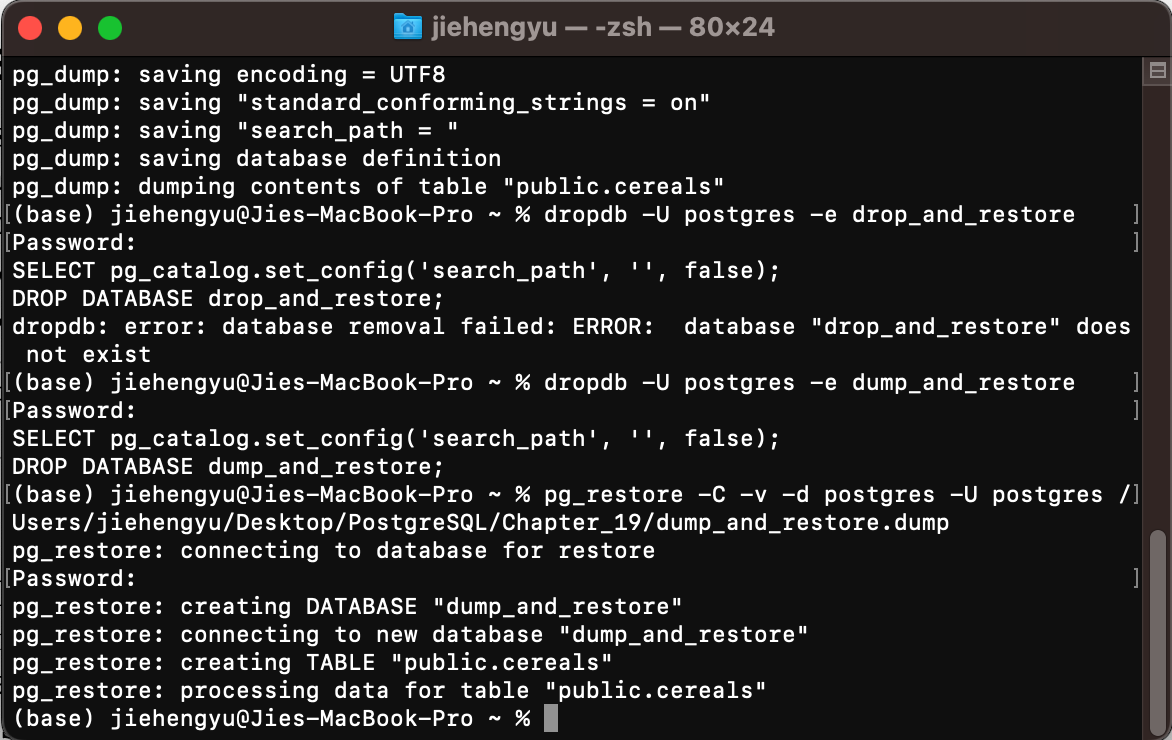 jiehengyu — -zsh — 80×24
pg_dump: saving encoding = UTF8
pg_dump: saving "standard_conforming_strings = on"
pg_dump: saving "search_path = "
pg_dump: saving database definition
pg_dump: dumping contents of table "public.cereals"
[(base) jiehengyu@Jies-MacBook-Pro ~ % dropdb -U postgres -e drop_and_restore ]
[Password: ]
SELECT pg_catalog.set_config('search_path', '', false);
DROP DATABASE drop_and_restore;
dropdb: error: database removal failed: ERROR:  database "drop_and_restore" does
 not exist
[(base) jiehengyu@Jies-MacBook-Pro ~ % dropdb -U postgres -e dump_and_restore ]
[Password: ]
SELECT pg_catalog.set_config('search_path', '', false);
DROP DATABASE dump_and_restore;
[(base) jiehengyu@Jies-MacBook-Pro ~ % pg_restore -C -v -d postgres -U postgres /]
Users/jiehengyu/Desktop/PostgreSQL/Chapter_19/dump_and_restore.dump
pg_restore: connecting to database for restore
[Password: ]
pg_restore: creating DATABASE "dump_and_restore"
pg_restore: connecting to new database "dump_and_restore"
pg_restore: creating TABLE "public.cereals"
pg_restore: processing data for table "public.cereals"
(base) jiehengyu@Jies-MacBook-Pro ~ %